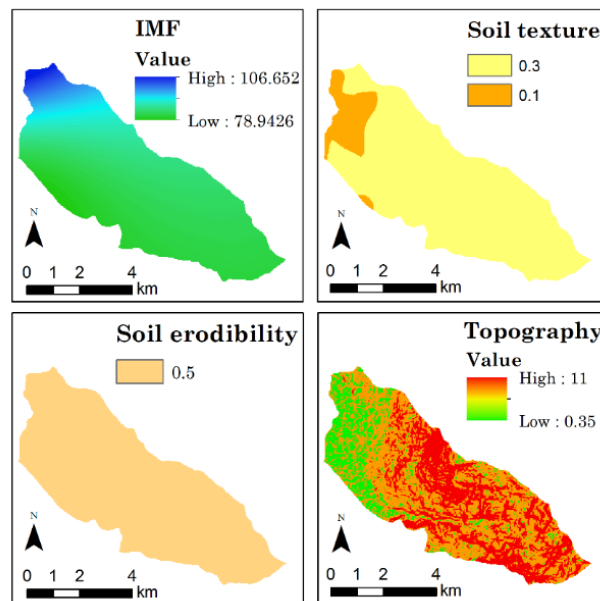 IMF
Value
High : 106.652
Low : 78.9426
N
0 1 2 4
km
Soil texture
0.3
0.1
N
0 1 2 4
km
Soil erodibility
0.5
N
0 1 2 4
km
Topography
Value
High : 11
Low : 0.35
N
0 1 2 4
km